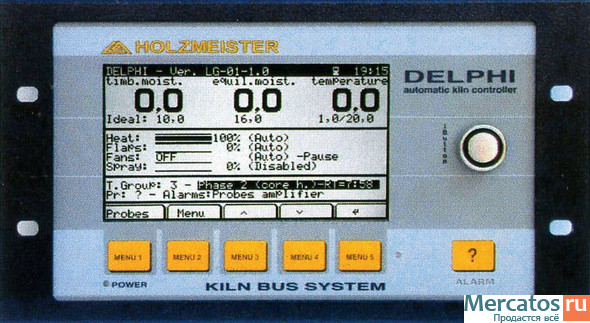 HOLZMEISTER
DELPHI - Ver. LG-01-1.0 19:15
timb.moist. equil.moist. temperature
0,0 0,0 0,0
Ideal: 10,0 16,0 1,0/20,0
Heat: 100% (Auto)
Flaps: 0% (Auto)
Fans: OFF (Auto) -Pause
Spray: 0% (Disabled)
T.Group: 3 - Phase 2 (core h.)-RT=7:58
Pr: ? - Alarms:Probes amplifier
Probes Menu
DELPHI
automatic kiln controller
iButton
MENU 1 MENU 2 MENU 3 MENU 4 MENU 5 ?
POWER KILN BUS SYSTEM ALARM
Mercatos.ru
Продастся всё